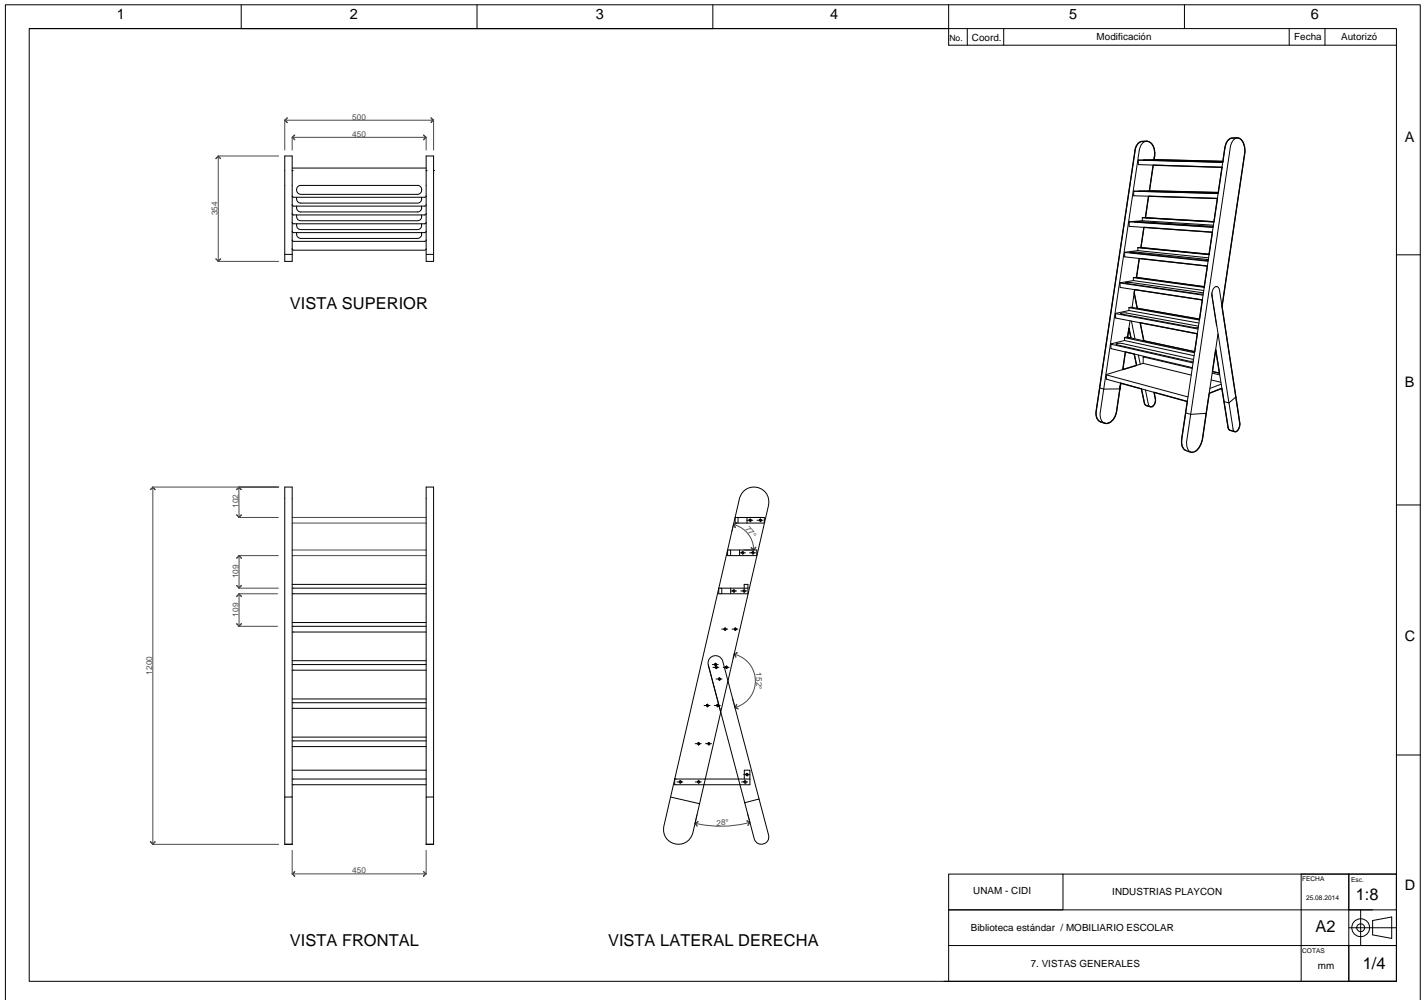 1 2 3 4 5 6
No. Coord. Modificación Fecha Autorizó
A
B
C
D
500
450
354
VISTA SUPERIOR
102
109
109
1200
450
VISTA FRONTAL
77°
152°
28°
VISTA LATERAL DERECHA
UNAM - CIDI INDUSTRIAS PLAYCON
FECHA
25.08.2014
Esc.
1:8
Biblioteca estándar / MOBILIARIO ESCOLAR
A2
7. VISTAS GENERALES
COTAS
mm
1/4